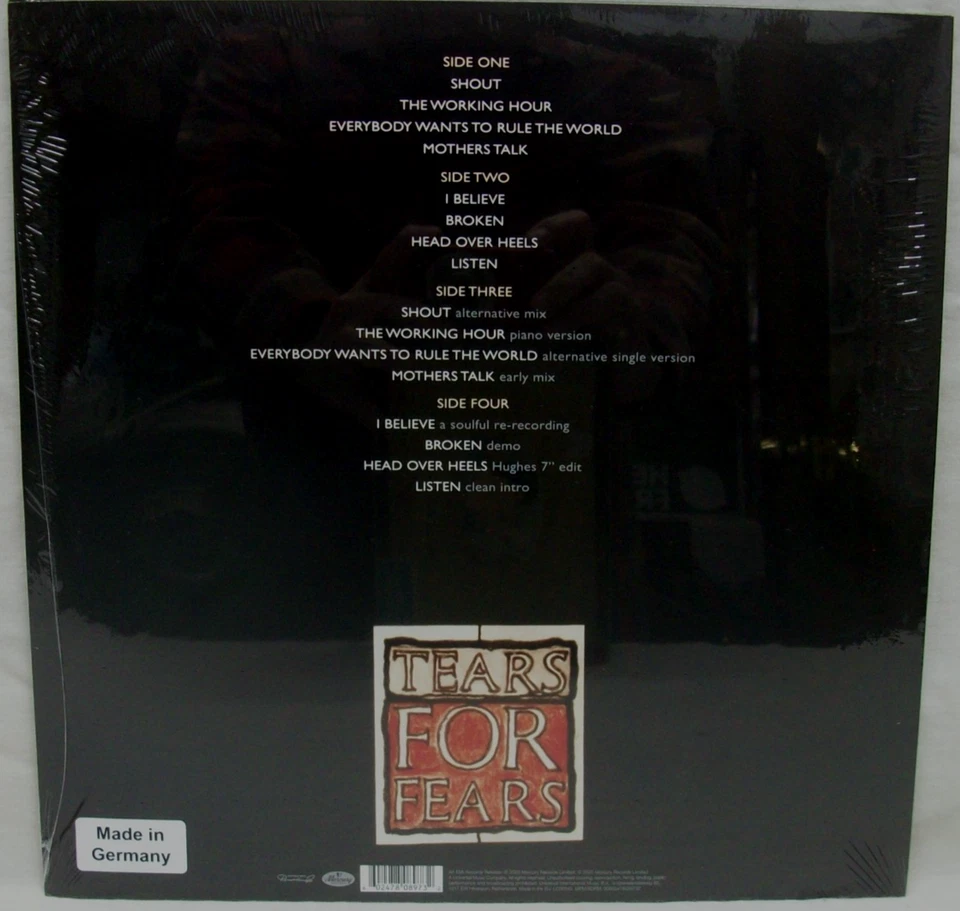 SIDE ONE
SHOUT
THE WORKING HOUR
EVERYBODY WANTS TO RULE THE WORLD
MOTHERS TALK
SIDE TWO
I BELIEVE
BROKEN
HEAD OVER HEELS
LISTEN
SIDE THREE
SHOUT alternative mix
THE WORKING HOUR piano version
EVERYBODY WANTS TO RULE THE WORLD alternative single version
MOTHERS TALK early mix
SIDE FOUR
I BELIEVE a soulful re-recording
BROKEN demo
HEAD OVER HEELS Hughes 7" edit
LISTEN clean intro
TEARS
FOR
FEARS
Made in
Germany
02478 08973